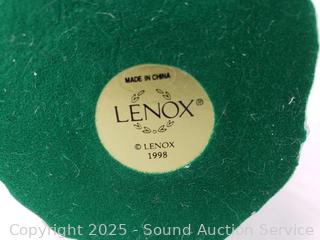 MADE IN CHINA
LENOX®
© LENOX
1998
Copyright 2025 - Sound Auction Service